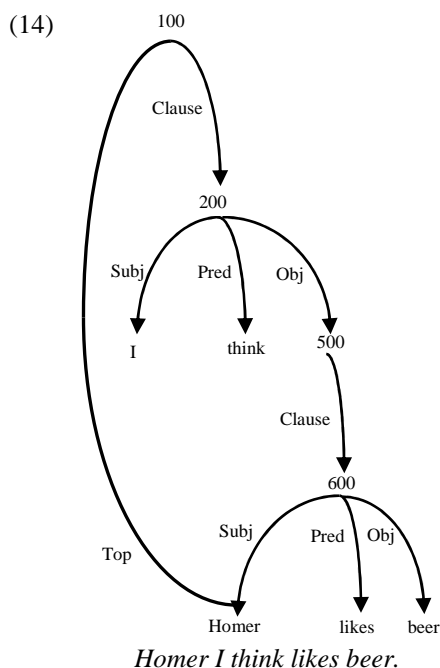 (14)
100
Clause
200
Subj Pred Obj
I think 500
Clause
600
Subj Pred Obj
Top
Homer likes beer
Homer I think likes beer.